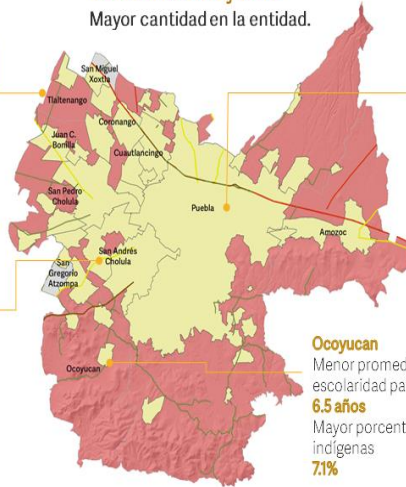 Mayor cantidad en la entidad.
San Miguel
Xoxtla
Tlaltenango
Coronango
Juan C.
Bonilla
Cuautlancingo
San Pedro
Cholula
Puebla
Amozoc
San Andrés
Cholula
San
Gregorio
Atzompa
Ocoyucan
Ocoyucan
Menor promed
escolaridad pa
6.5 años
Mayor porcent
indígenas
7.1%